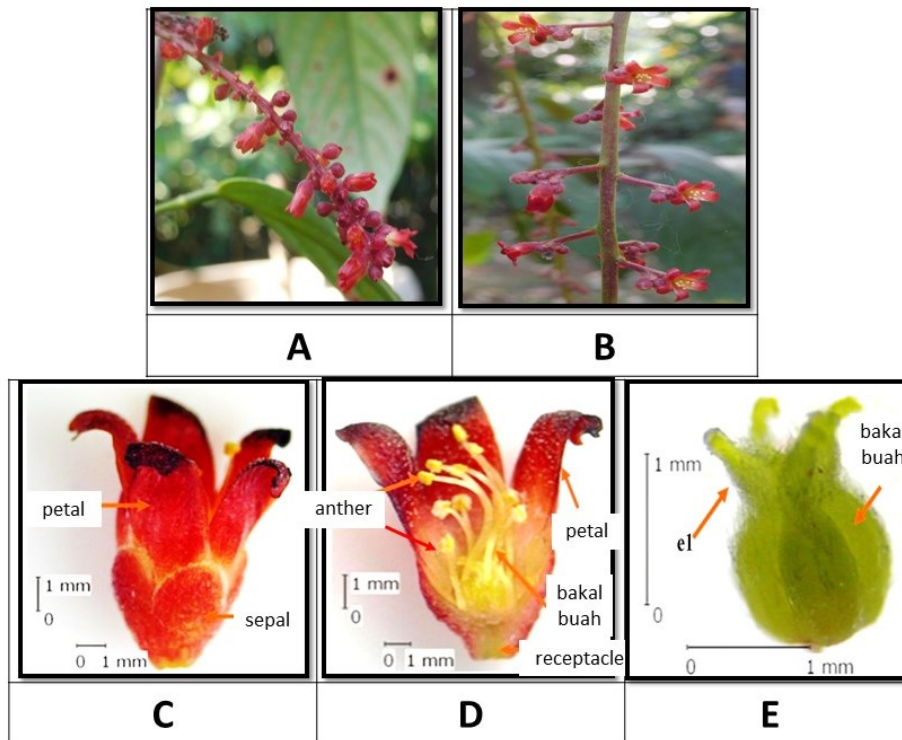 A
B
petal
sepal
0 1 mm
1 mm
0
C
anther
petal
bakal
buah
receptacle
1 mm
0
0 1 mm
D
bakal
buah
el
1 mm
0
0
1 mm
E